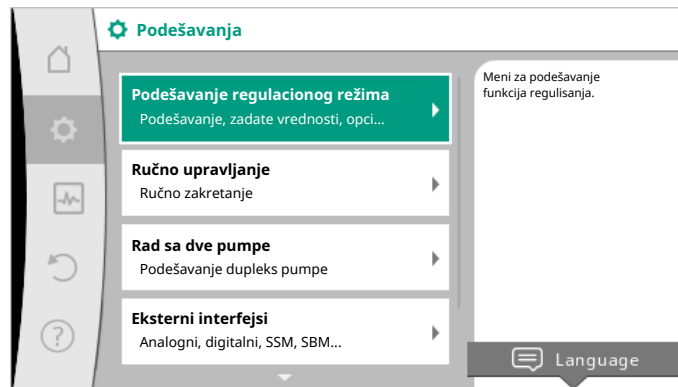 Podešavanja
Podešavanje regulacionog režima
Podešavanje, zadate vrednosti, opci...
Ručno upravljanje
Ručno zakretanje
Rad sa dve pumpe
Podešavanje dupleks pumpe
Eksterni interfejsi
Analogni, digitalni, SSM, SBM...
Meni za podešavanje
funkcija regulisanja.
?
Language